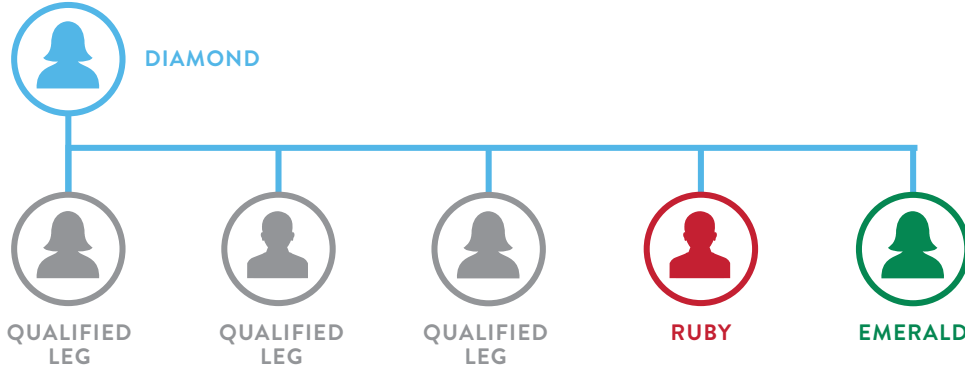 DIAMOND
QUALIFIED
LEG
QUALIFIED
LEG
QUALIFIED
LEG
RUBY
EMERALD